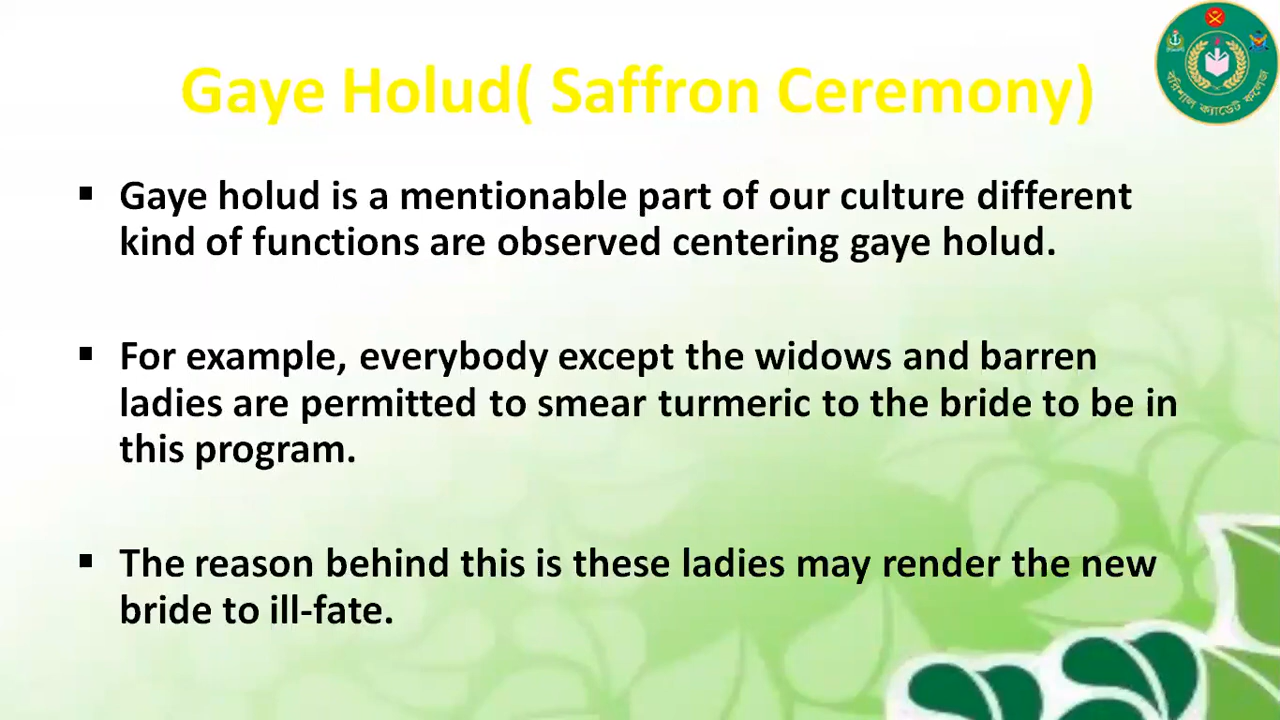 Gaye Holud( Saffron Ceremony)
▪ Gaye holud is a mentionable part of our culture different
kind of functions are observed centering gaye holud.
▪ For example, everybody except the widows and barren
ladies are permitted to smear turmeric to the bride to be in
this program.
▪ The reason behind this is these ladies may render the new
bride to ill-fate.
বরিশাল ক্যাডেট কলেজ